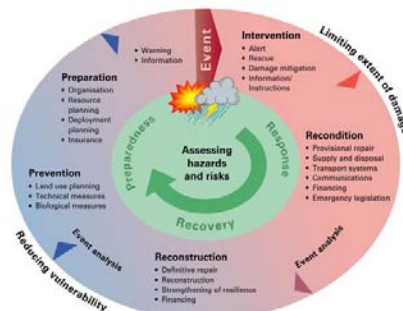 Event
Intervention
• Alert
• Rescue
• Damage mitigation
• Information/
Instructions
Limiting extent of damage
Recondition
• Provisional repair
• Supply and disposal
• Transport systems
• Communications
• Financing
• Emergency legislation
Event analysis
Reconstruction
• Definitive repair
• Reconstruction
• Strengthening of resilience
• Financing
Event analysis
Reducing vulnerability
Prevention
• Land use planning
• Technical measures
• Biological measures
Preparation
• Organisation
• Resource
planning
• Deployment
planning
• Insurance
• Warning
• Information
Preparedness
Response
Recovery
Assessing
hazards
and risks